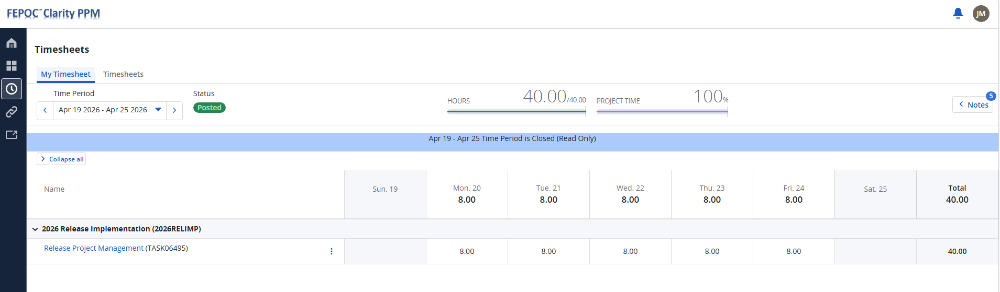 FEPOC™ Clarity PPM
JM
Timesheets
My Timesheet
Timesheets
Time Period
Apr 19 2026 - Apr 25 2026
Status
Posted
HOURS
40.00/40.00
PROJECT TIME
100%
5
Notes
Apr 19 - Apr 25 Time Period is Closed (Read Only)
Collapse all
Name
Sun. 19
Mon. 20
8.00
Tue. 21
8.00
Wed. 22
8.00
Thu. 23
8.00
Fri. 24
8.00
Sat. 25
Total
40.00
2026 Release Implementation (2026RELIMP)
Release Project Management (TASK06495)
8.00
8.00
8.00
8.00
8.00
40.00